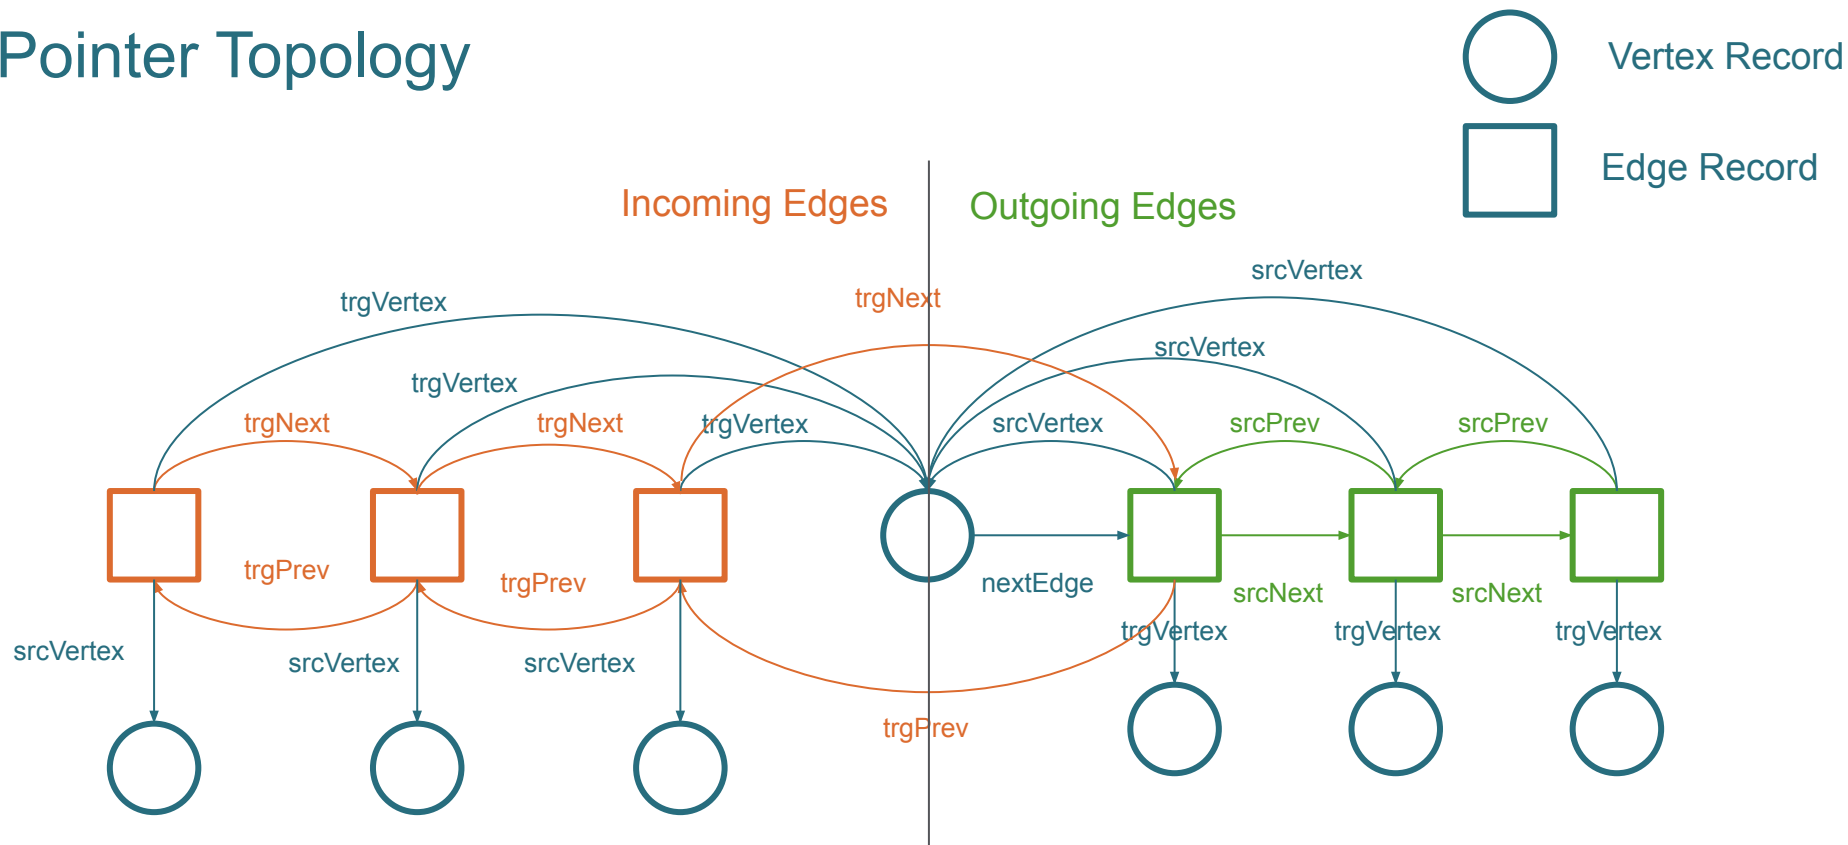 Pointer Topology
Vertex Record
Edge Record
Incoming Edges
Outgoing Edges
srcVertex
trgVertex
trgNext
srcVertex
trgVertex
trgNext
trgNext
trgVertex
srcVertex
srcPrev
srcPrev
trgPrev
trgPrev
nextEdge
srcNext
srcNext
srcVertex
srcVertex
srcVertex
trgVertex
trgVertex
trgVertex
trgPrev